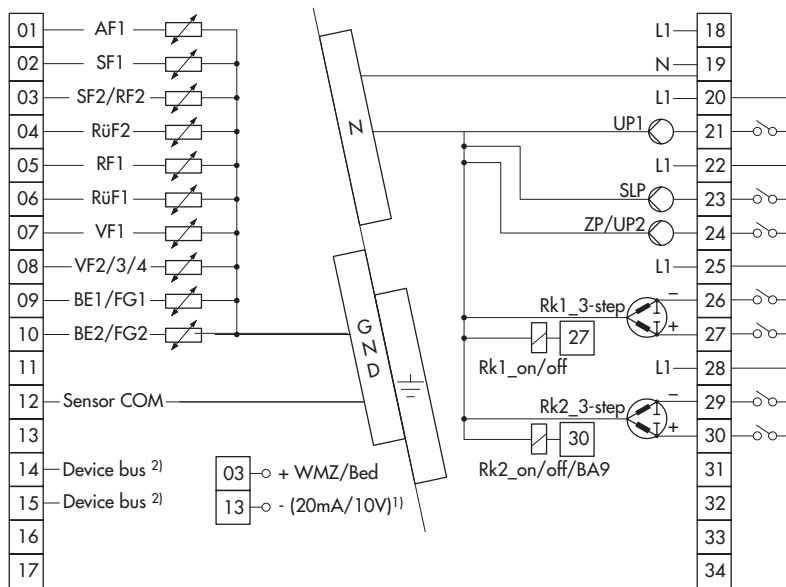 01 AF1 L1 18
02 SF1 N 19
03 SF2/RF2 L1 20
04 RüF2 N UP1 21
05 RF1 L1 22
06 RüF1 SLP 23
07 VF1 ZP/UP2 24
08 VF2/3/4 L1 25
09 BE1/FG1 Rk1_3-step − 26
10 BE2/FG2 GND 27 + 27
Rk1_on/off
11 L1 28
12 Sensor COM Rk2_3-step − 29
13 30 + 30
14 Device bus 2) 03 + WMZ/Bed Rk2_on/off/BA9 31
15 Device bus 2) 13 - (20mA/10V)1) 32
16 33
17 34